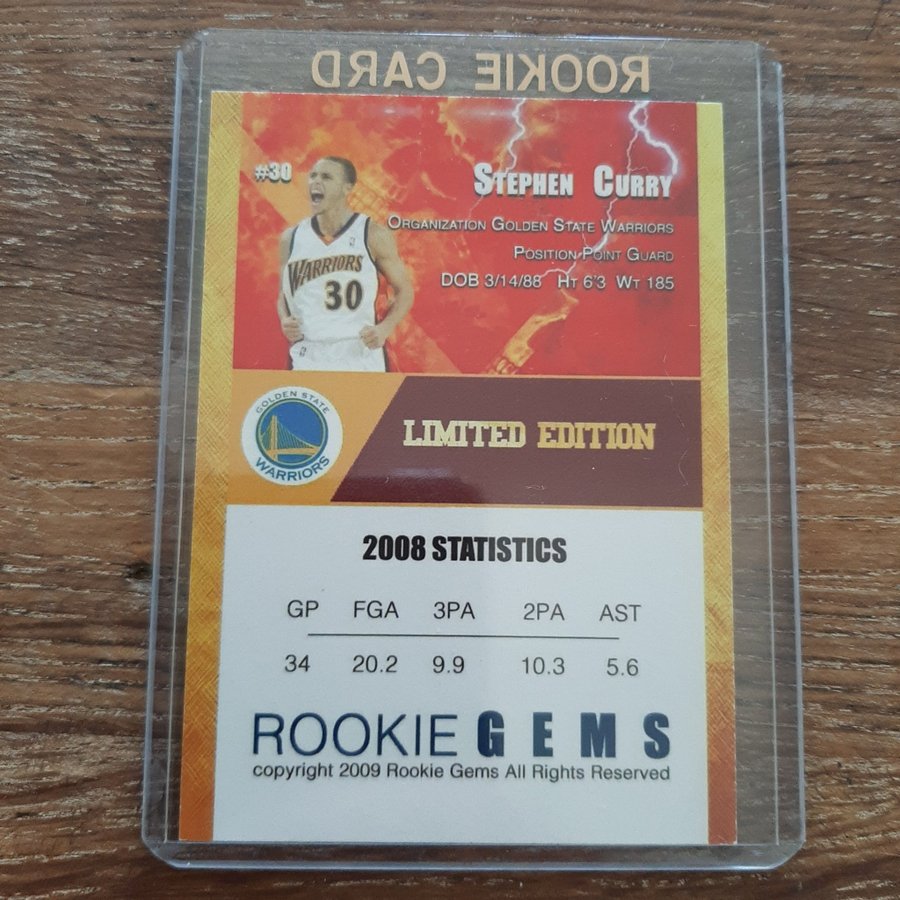 ROOKIE CARD
#30
STEPHEN CURRY
ORGANIZATION GOLDEN STATE WARRIORS
POSITION POINT GUARD
DOB 3/14/88 HT 6'3 WT 185
WARRIORS
30
GOLDEN STATE
WARRIORS
LIMITED EDITION
2008 STATISTICS
GP FGA 3PA 2PA AST
34 20.2 9.9 10.3 5.6
ROOKIE GEMS
copyright 2009 Rookie Gems All Rights Reserved